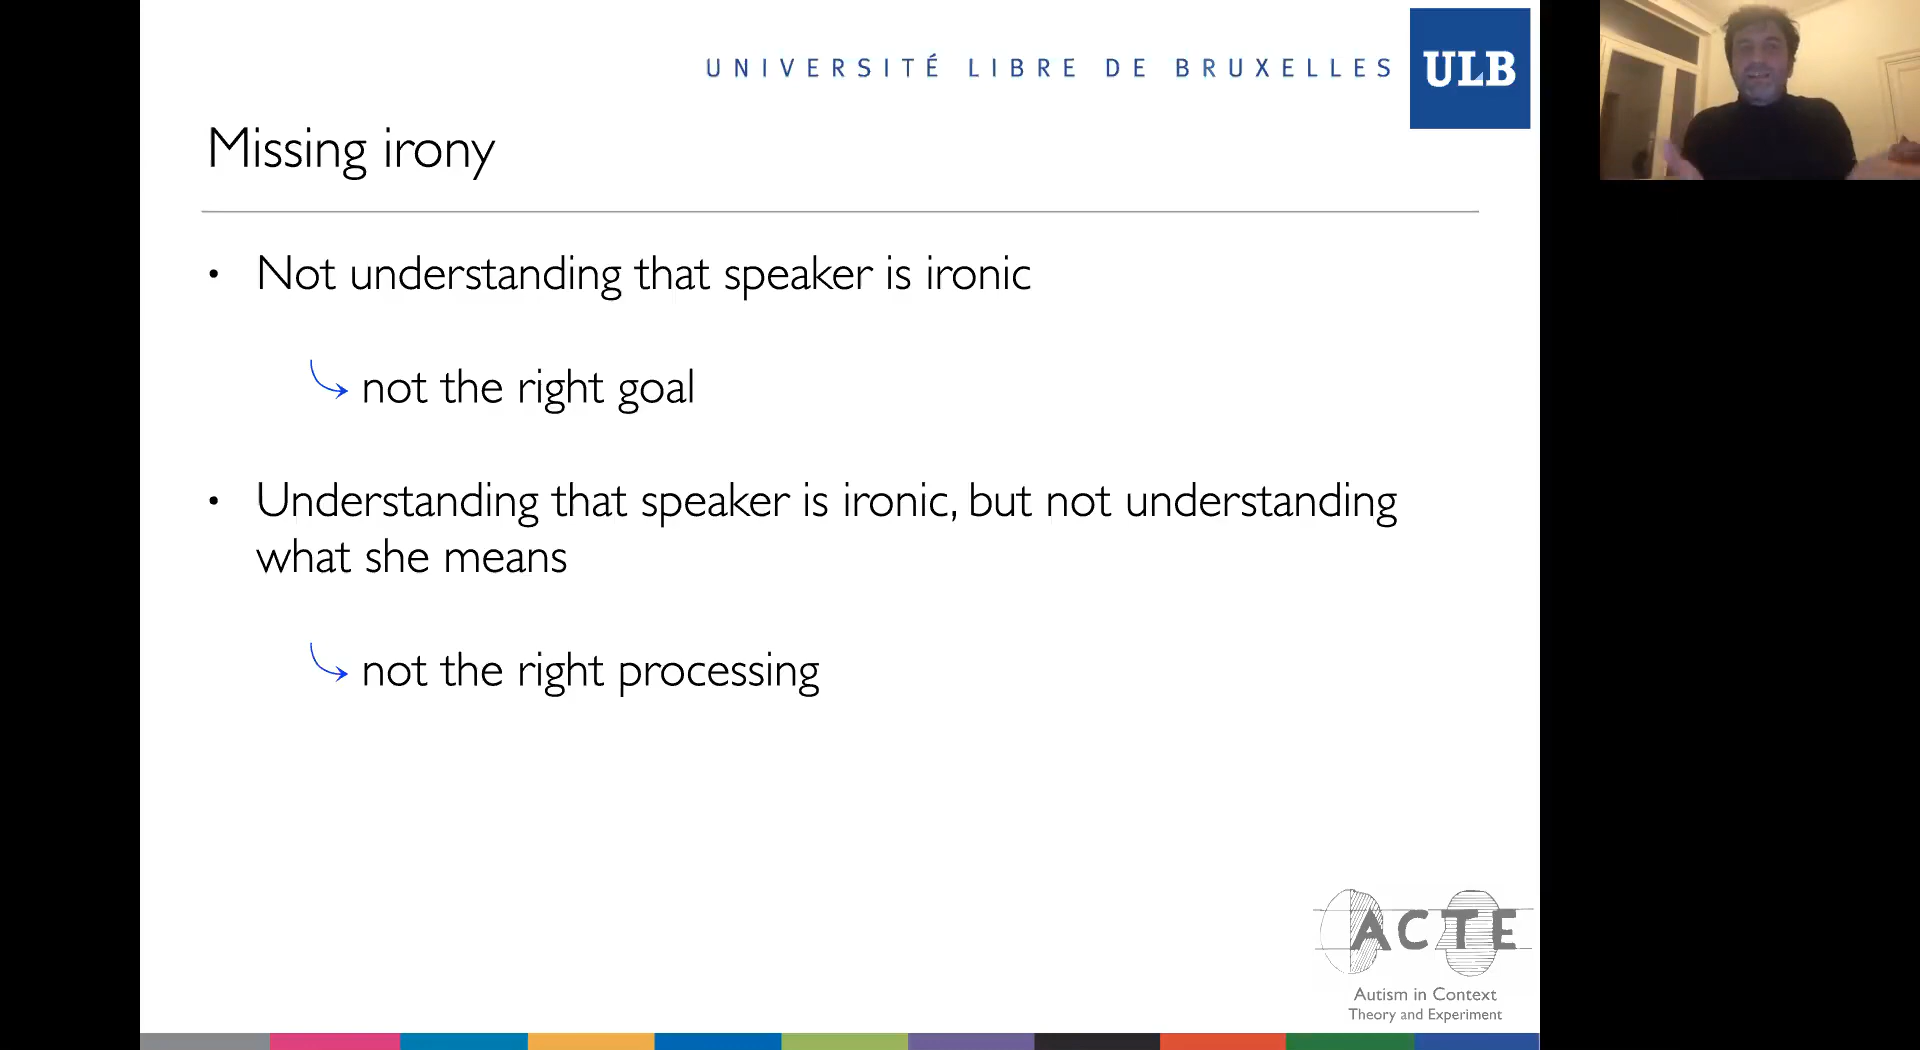 UNIVERSITÉ LIBRE DE BRUXELLES
ULB
Missing irony
• Not understanding that speaker is ironic
not the right goal
• Understanding that speaker is ironic, but not understanding
what she means
not the right processing
ACTE
Autism in Context
Theory and Experiment